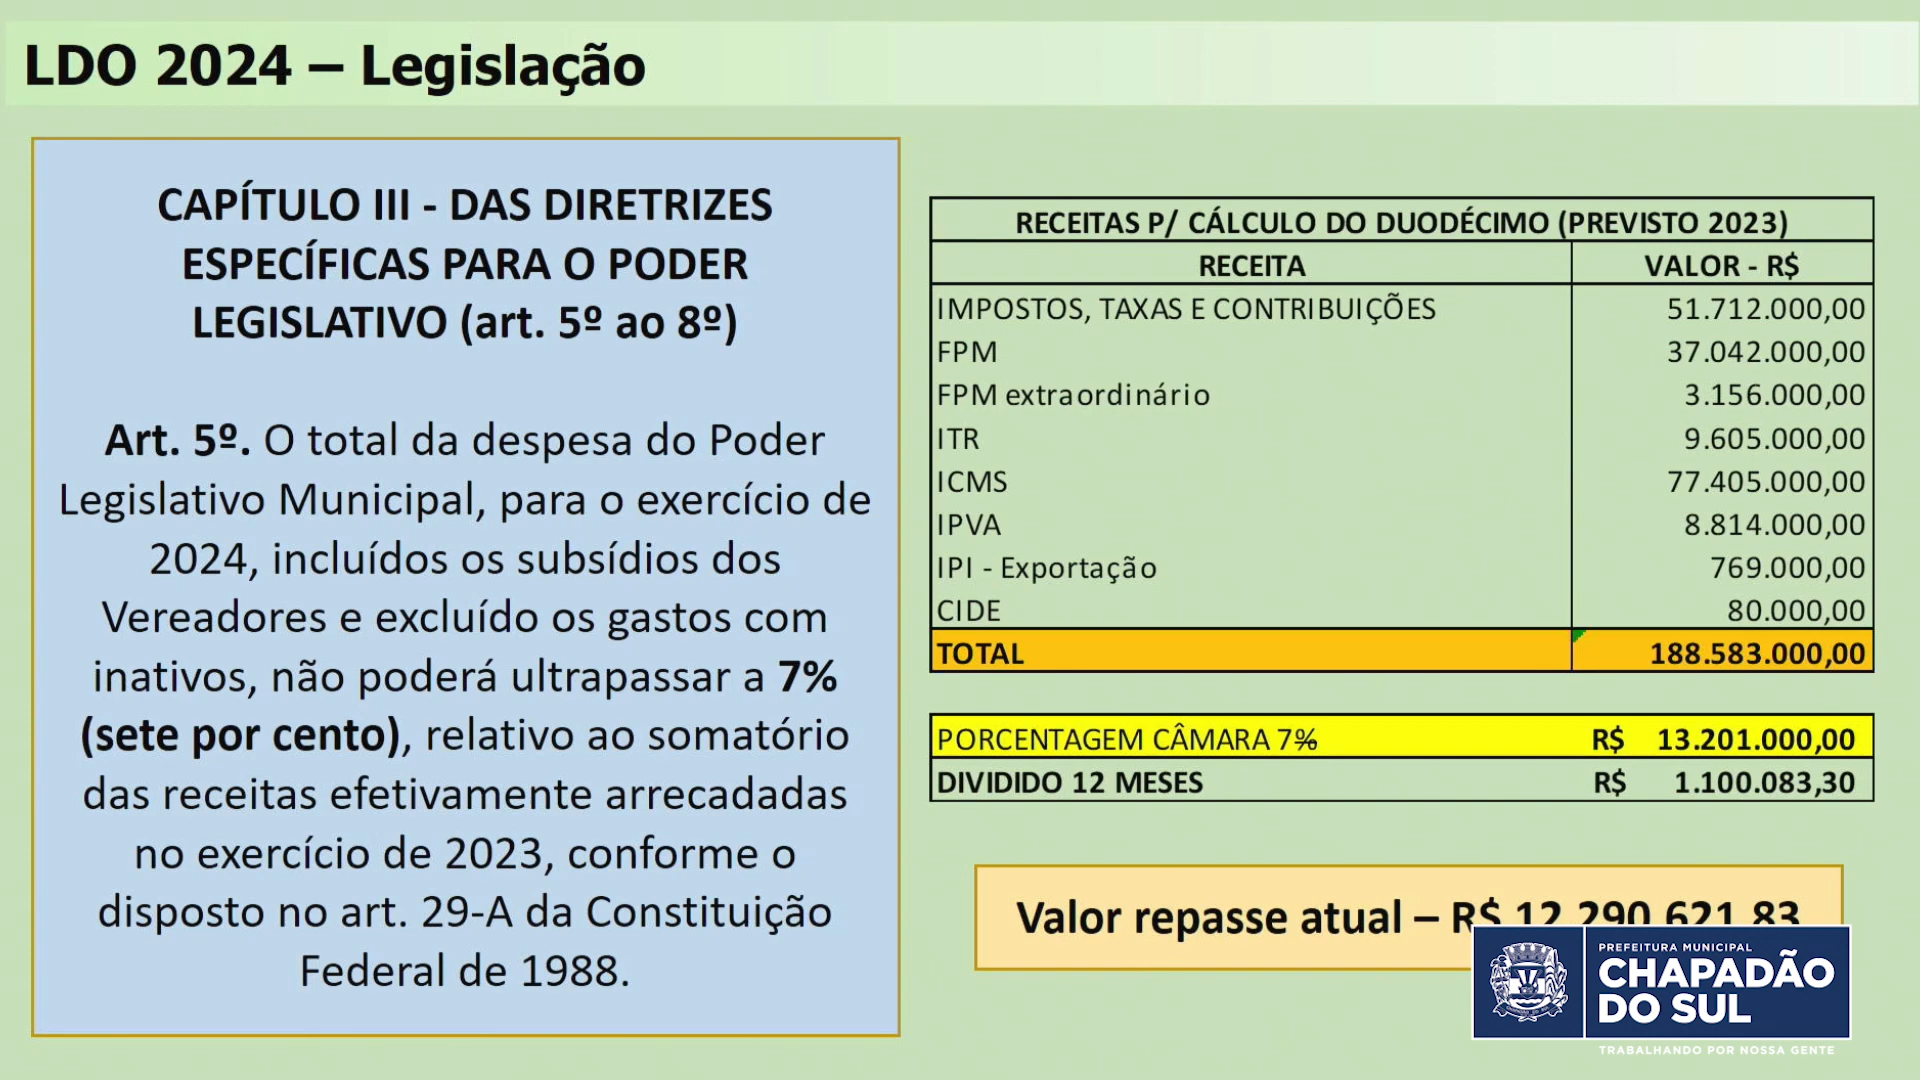 LDO 2024 – Legislação
CAPÍTULO III - DAS DIRETRIZES
ESPECÍFICAS PARA O PODER
LEGISLATIVO (art. 5º ao 8º)
Art. 5º. O total da despesa do Poder
Legislativo Municipal, para o exercício de
2024, incluídos os subsídios dos
Vereadores e excluído os gastos com
inativos, não poderá ultrapassar a 7%
(sete por cento), relativo ao somatório
das receitas efetivamente arrecadadas
no exercício de 2023, conforme o
disposto no art. 29-A da Constituição
Federal de 1988.
RECEITAS P/ CÁLCULO DO DUODÉCIMO (PREVISTO 2023)
RECEITA VALOR - R$
IMPOSTOS, TAXAS E CONTRIBUIÇÕES 51.712.000,00
FPM 37.042.000,00
FPM extraordinário 3.156.000,00
ITR 9.605.000,00
ICMS 77.405.000,00
IPVA 8.814.000,00
IPI - Exportação 769.000,00
CIDE 80.000,00
TOTAL 188.583.000,00
PORCENTAGEM CÂMARA 7% R$ 13.201.000,00
DIVIDIDO 12 MESES R$ 1.100.083,30
Valor repasse atual – R$ 12.290.621,83
PREFEITURA MUNICIPAL
CHAPADÃO
DO SUL
TRABALHANDO POR NOSSA GENTE